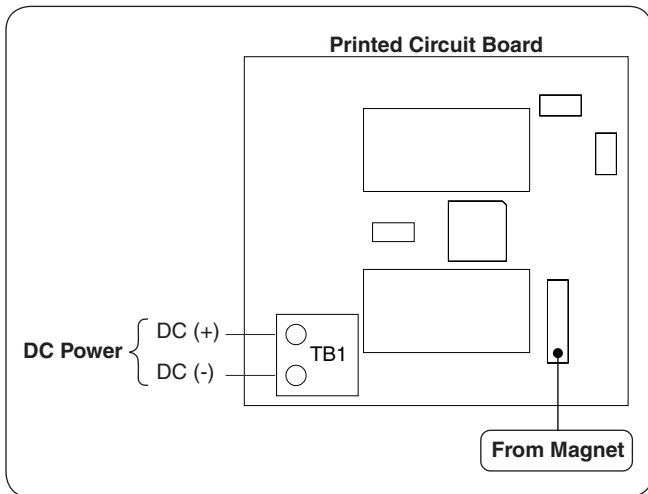 Printed Circuit Board
DC (+)
TB1
DC Power
DC (-)
From Magnet